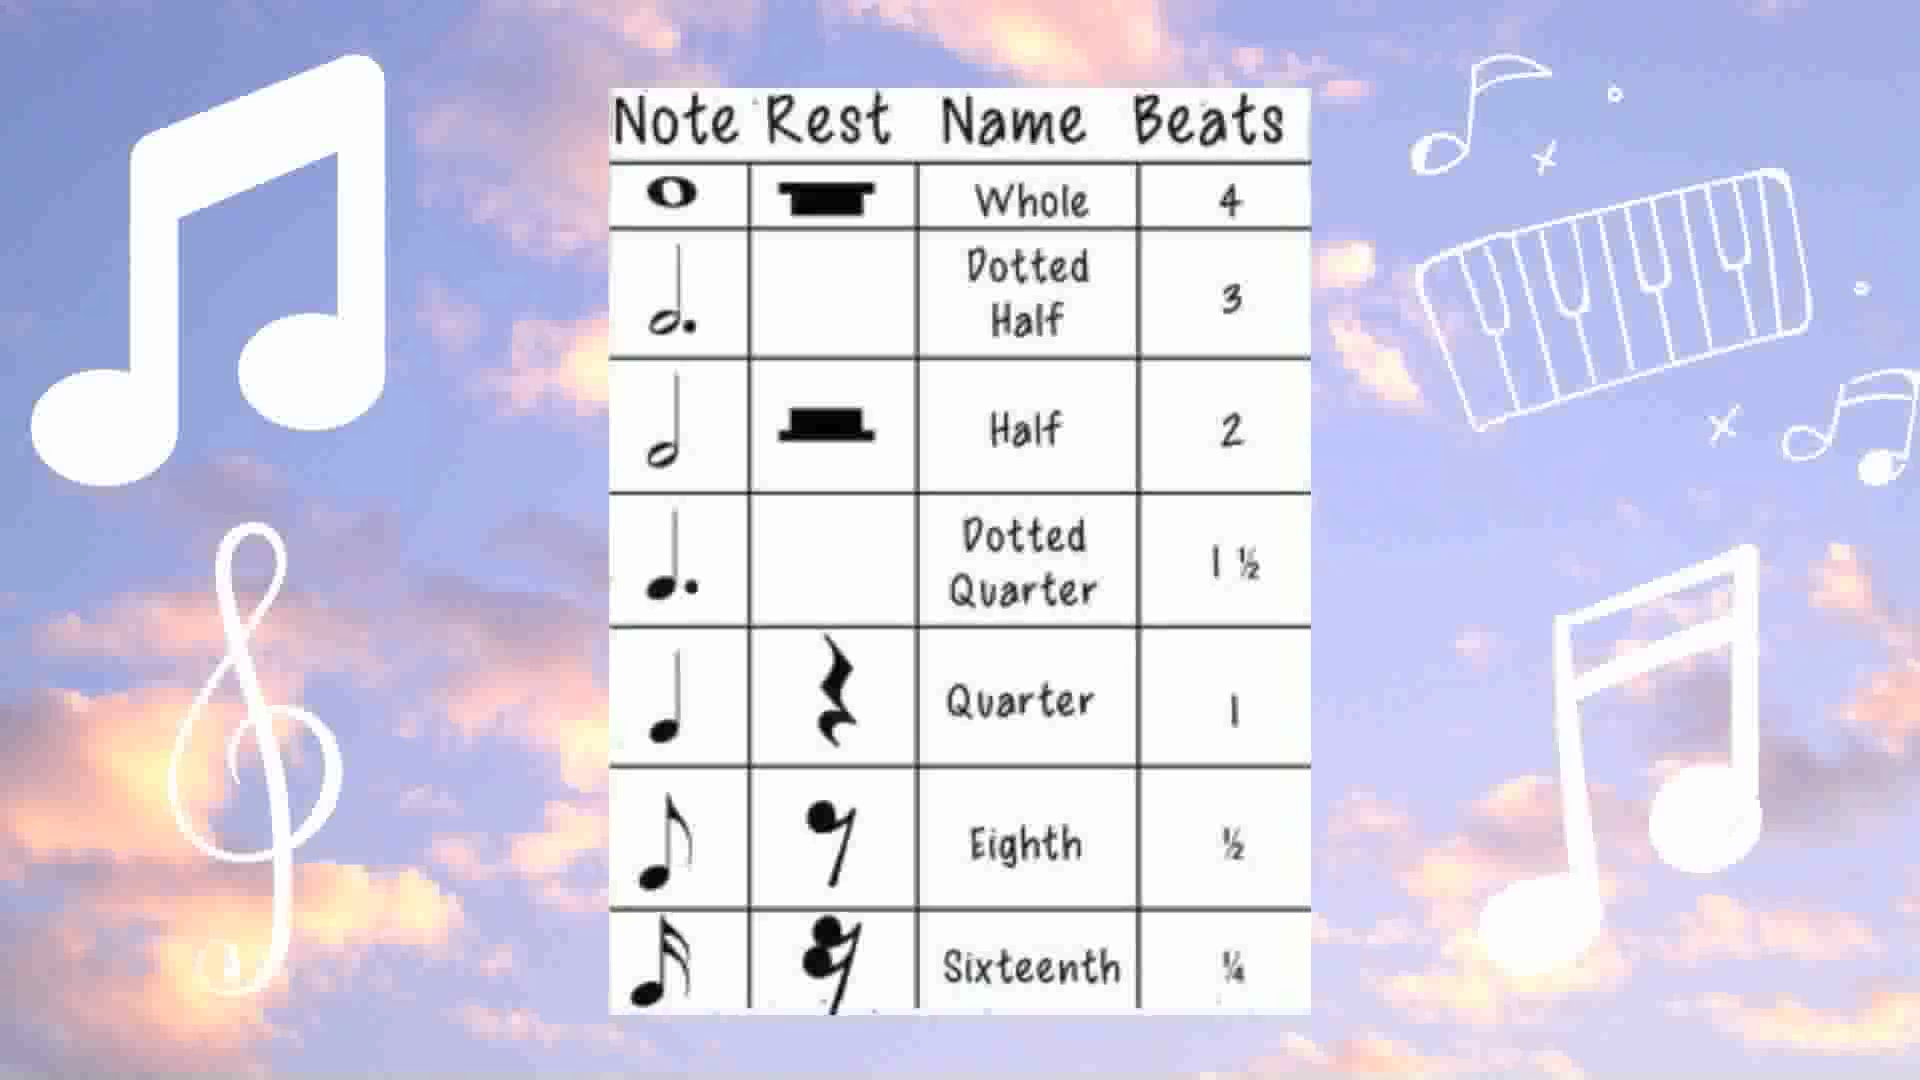 Note Rest Name Beats
Whole 4
Dotted
Half 3
Half 2
Dotted
Quarter 1 ½
Quarter 1
Eighth ½
Sixteenth ¼